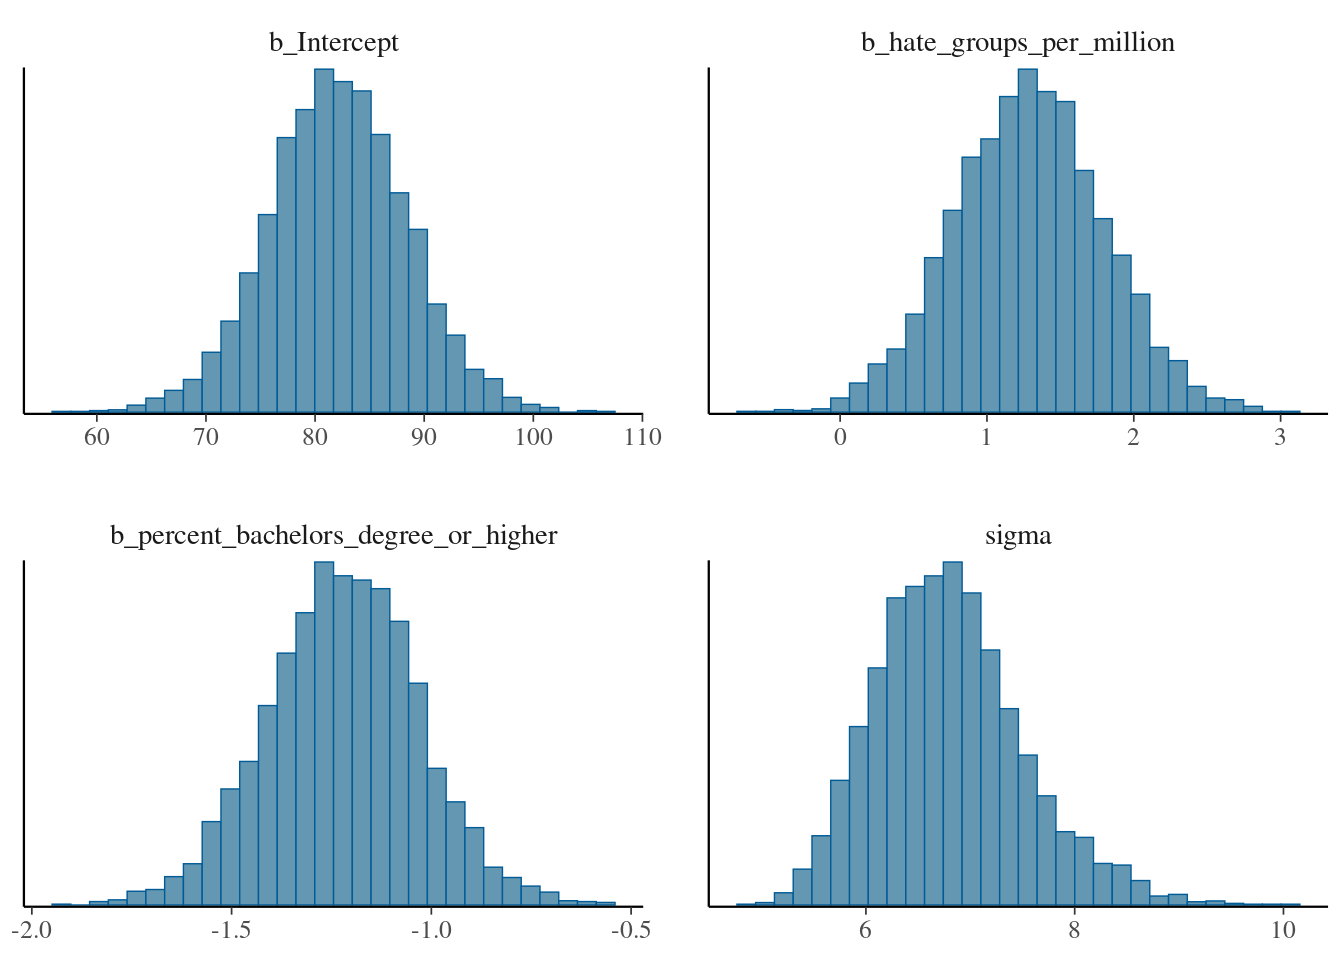 b_Intercept
b_hate_groups_per_million
60 70 80 90 100 110
0 1 2 3
b_percent_bachelors_degree_or_higher
sigma
-2.0 -1.5 -1.0 -0.5
6 8 10